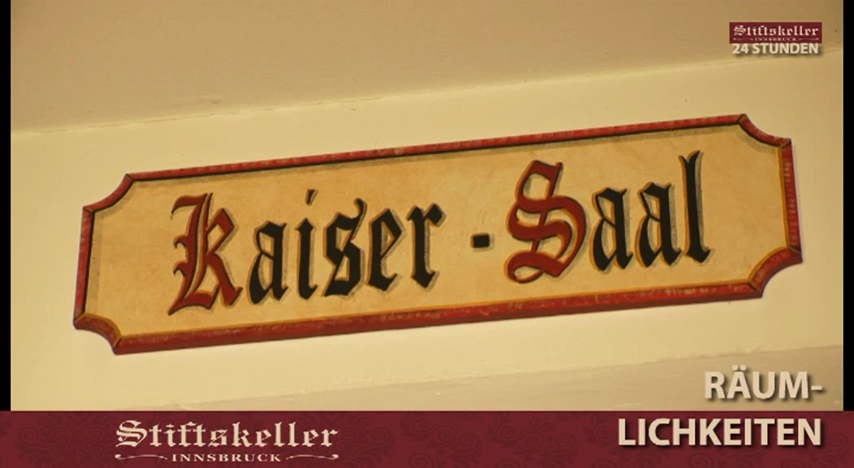 Stiftskeller
INNSBRUCK
24 STUNDEN
Kaiser-Saal
RÄUM-
LICHKEITEN
Stiftskeller
INNSBRUCK